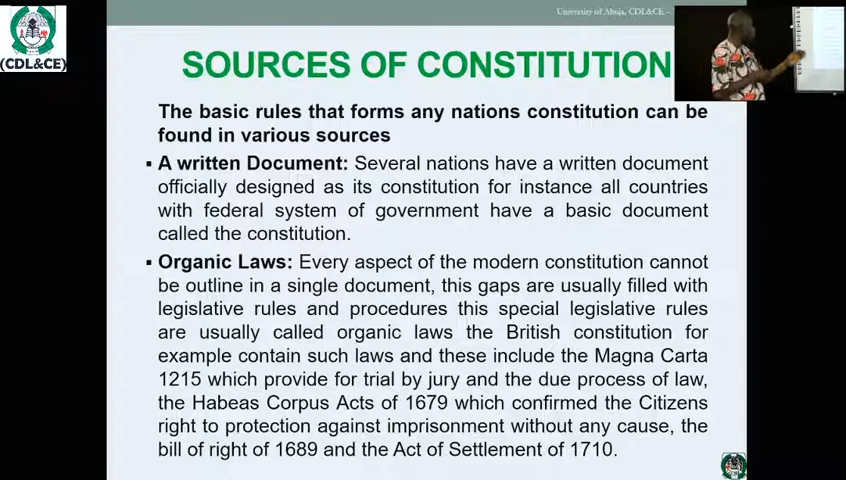 University of Abuja, CDL&CE –
(CDL&CE)
SOURCES OF CONSTITUTION
The basic rules that forms any nations constitution can be
found in various sources
▪ A written Document: Several nations have a written document
officially designed as its constitution for instance all countries
with federal system of government have a basic document
called the constitution.
▪ Organic Laws: Every aspect of the modern constitution cannot
be outline in a single document, this gaps are usually filled with
legislative rules and procedures this special legislative rules
are usually called organic laws the British constitution for
example contain such laws and these include the Magna Carta
1215 which provide for trial by jury and the due process of law,
the Habeas Corpus Acts of 1679 which confirmed the Citizens
right to protection against imprisonment without any cause, the
bill of right of 1689 and the Act of Settlement of 1710.